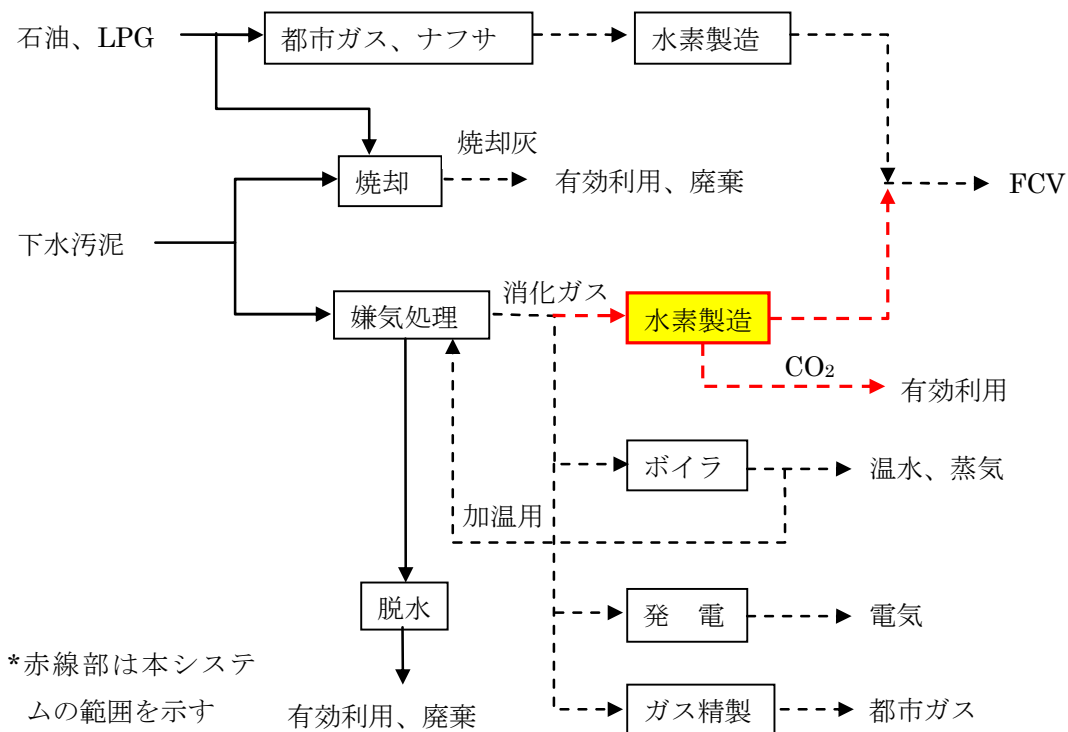 石油、LPG
都市ガス、ナフサ
水素製造
焼却灰
焼却
有効利用、廃棄
FCV
下水汚泥
消化ガス
嫌気処理
水素製造
CO₂
有効利用
ボイラ
温水、蒸気
加温用
脱水
発　電
電気
*赤線部は本システ
ムの範囲を示す
有効利用、廃棄
ガス精製
都市ガス